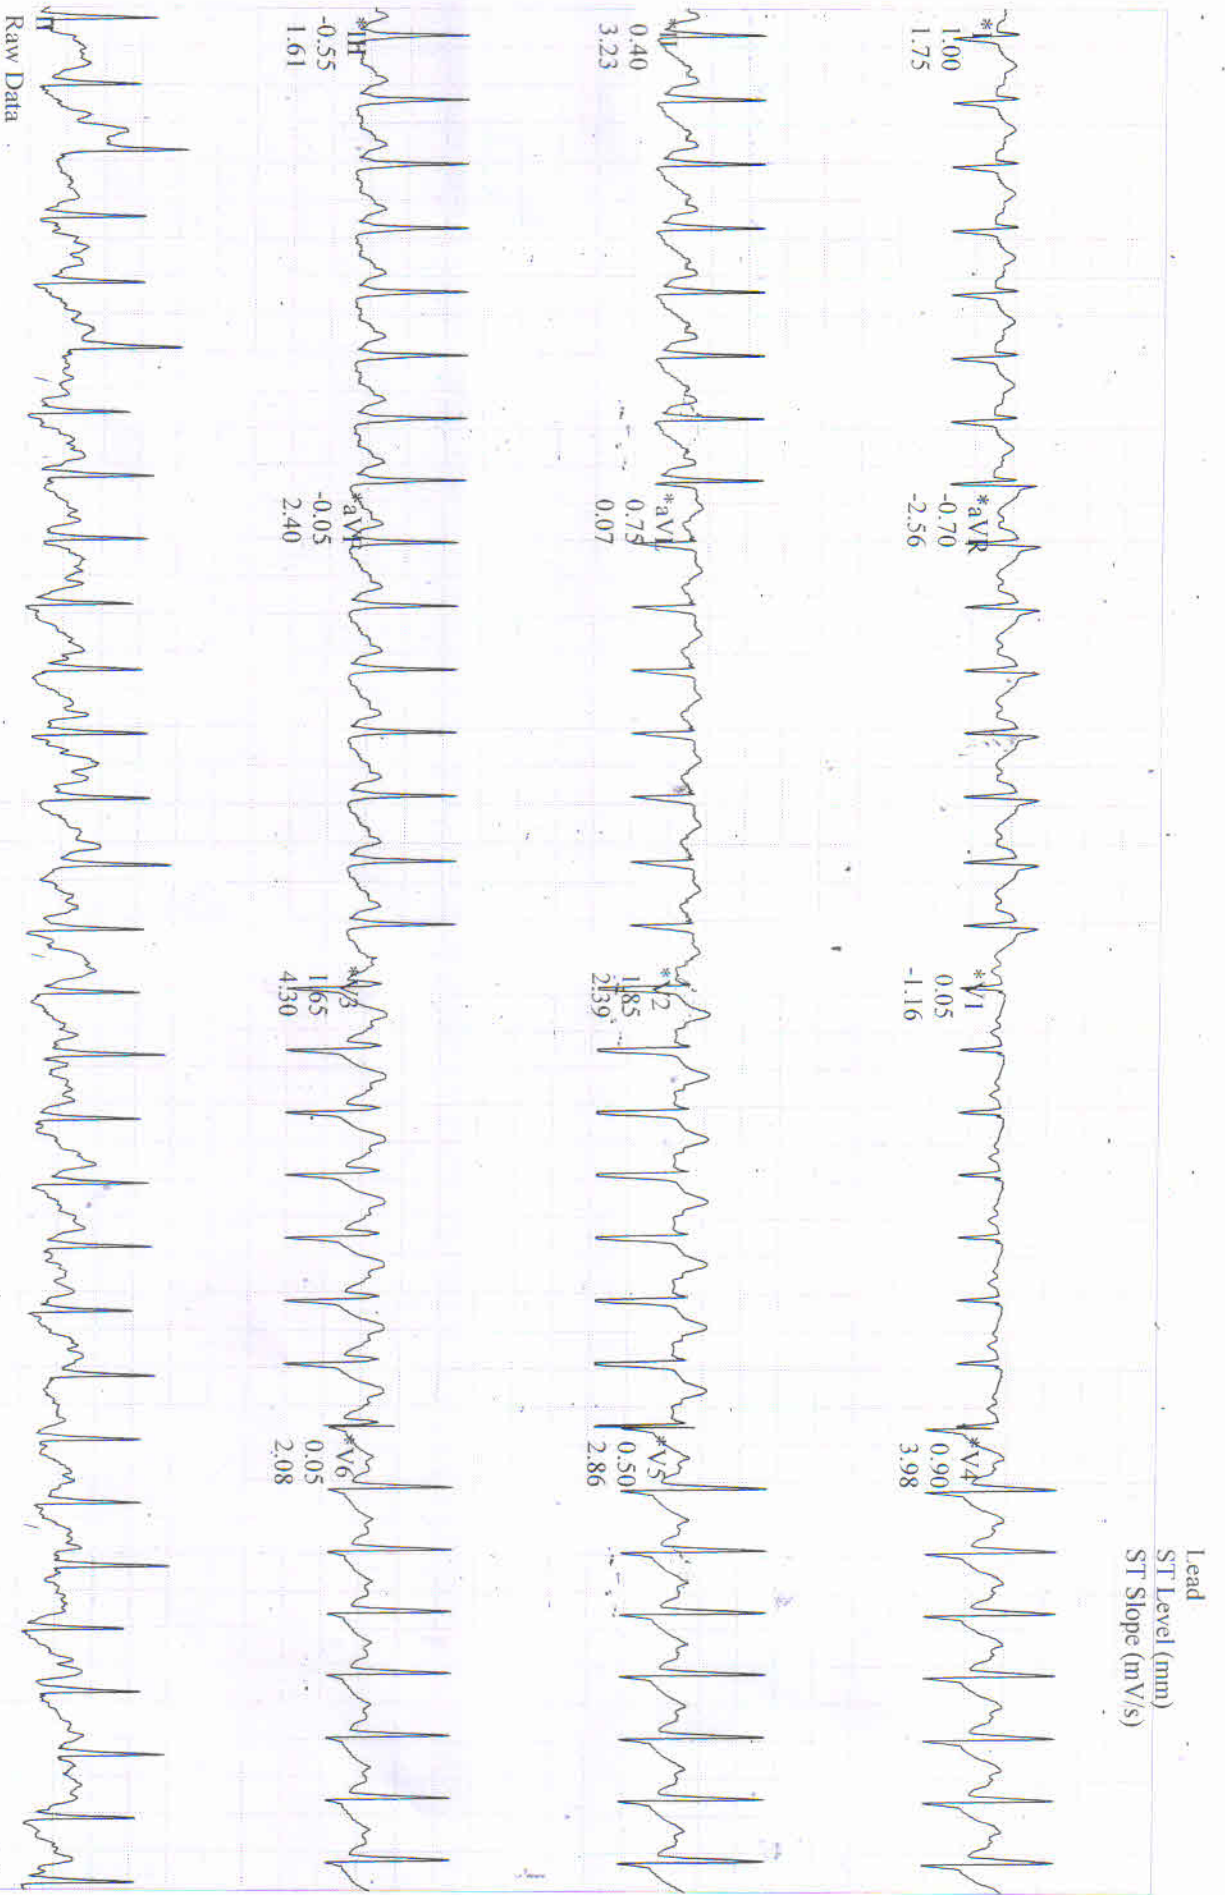 Lead
ST Level (mm)
ST Slope (mV/s)
*I
1.00
1.75
*aVR
-0.70
-2.56
*V1
0.05
-1.16
*V4
0.90
3.98
*II
0.40
3.23
*aVL
0.75
0.07
*V2
1.85
2.39
*V5
0.50
2.86
*III
-0.55
1.61
*aVF
-0.05
2.40
*V3
1.65
4.30
*V6
0.05
2.08
II
Raw Data